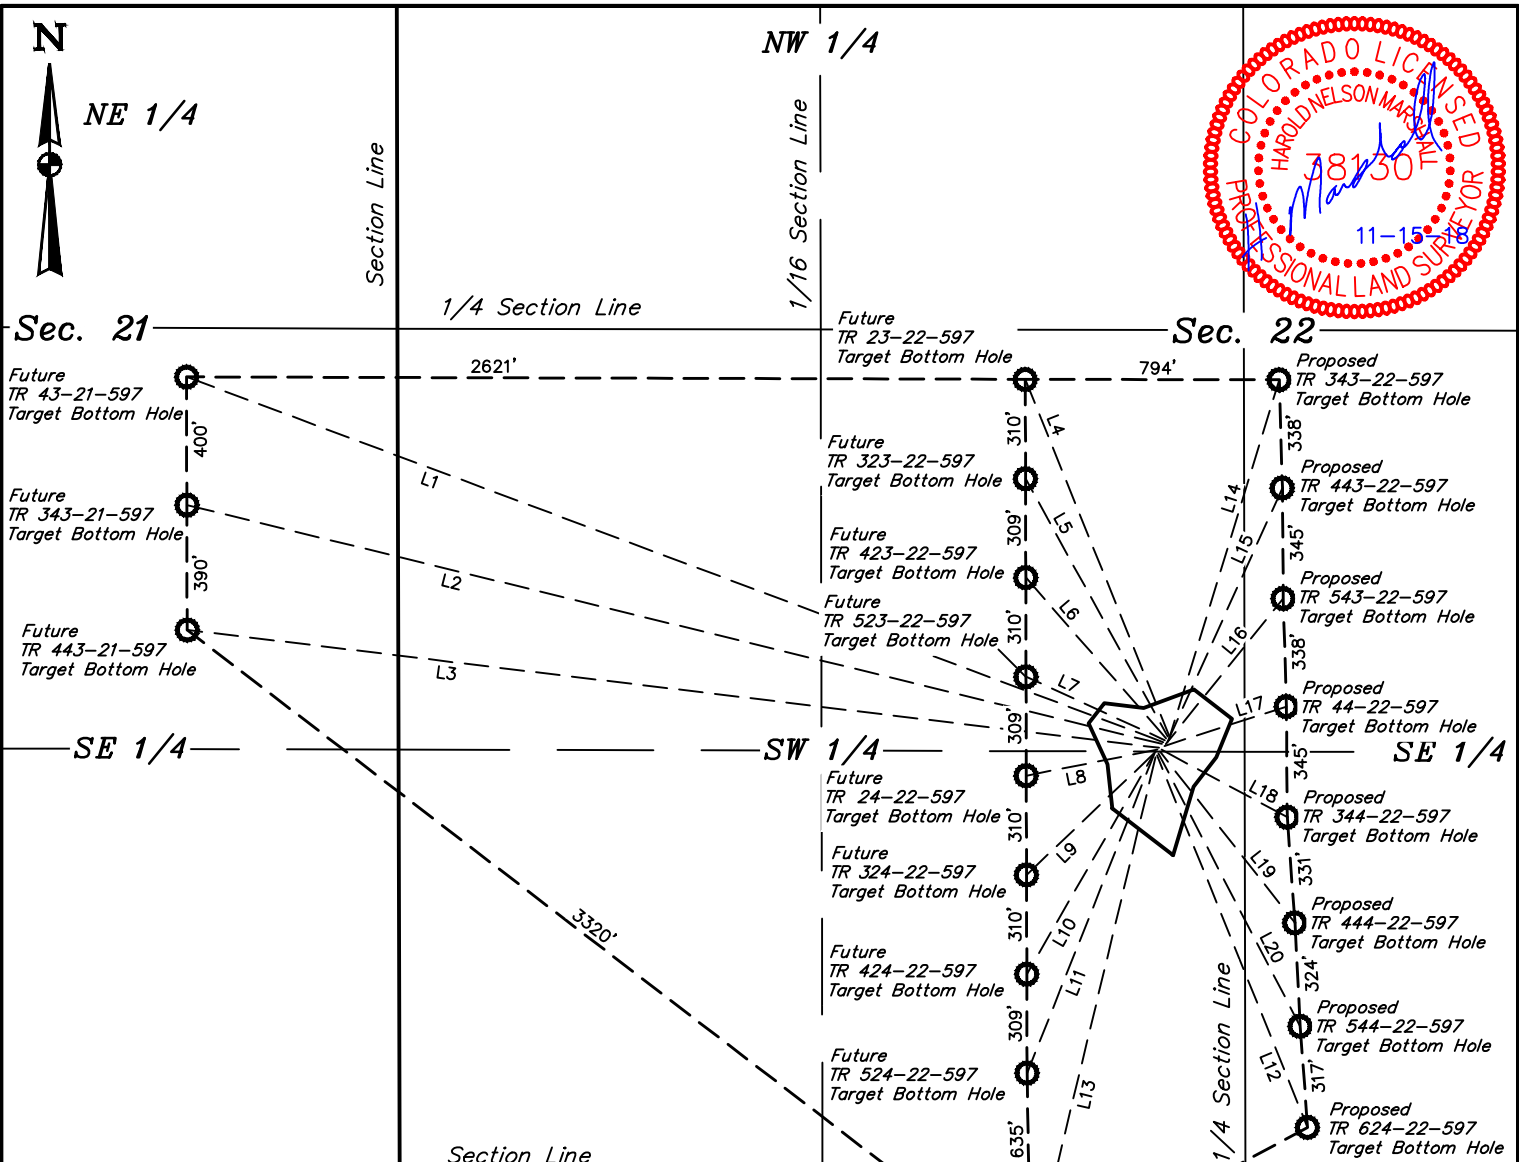 N
NE 1/4
NW 1/4
COLORADO LICENSED
HAROLD NELSON MARSHALL
38130
11-15-18
PROFESSIONAL LAND SURVEYOR
Section Line
1/16 Section Line
1/4 Section Line
Sec. 21
Sec. 22
Future
TR 23-22-597
Target Bottom Hole
2621'
794'
Future
TR 43-21-597
Target Bottom Hole
Proposed
TR 343-22-597
Target Bottom Hole
400'
310'
338'
L4
L1
L14
Future
TR 323-22-597
Target Bottom Hole
Proposed
TR 443-22-597
Target Bottom Hole
Future
TR 343-21-597
Target Bottom Hole
309'
L5
L15
345'
Future
TR 423-22-597
Target Bottom Hole
390'
L2
Proposed
TR 543-22-597
Target Bottom Hole
Future
TR 523-22-597
Target Bottom Hole
310'
L6
L16
338'
Future
TR 443-21-597
Target Bottom Hole
L3
L7
L17
Proposed
TR 44-22-597
Target Bottom Hole
309'
SE 1/4
SW 1/4
SE 1/4
345'
L8
L18
Future
TR 24-22-597
Target Bottom Hole
Proposed
TR 344-22-597
Target Bottom Hole
310'
L9
L19
331'
Future
TR 324-22-597
Target Bottom Hole
Proposed
TR 444-22-597
Target Bottom Hole
3320'
310'
L10
L20
Future
TR 424-22-597
Target Bottom Hole
L11
324'
Proposed
TR 544-22-597
Target Bottom Hole
309'
1/4 Section Line
Future
TR 524-22-597
Target Bottom Hole
L13
L12
317'
Proposed
TR 624-22-597
Target Bottom Hole
635'
Section Line